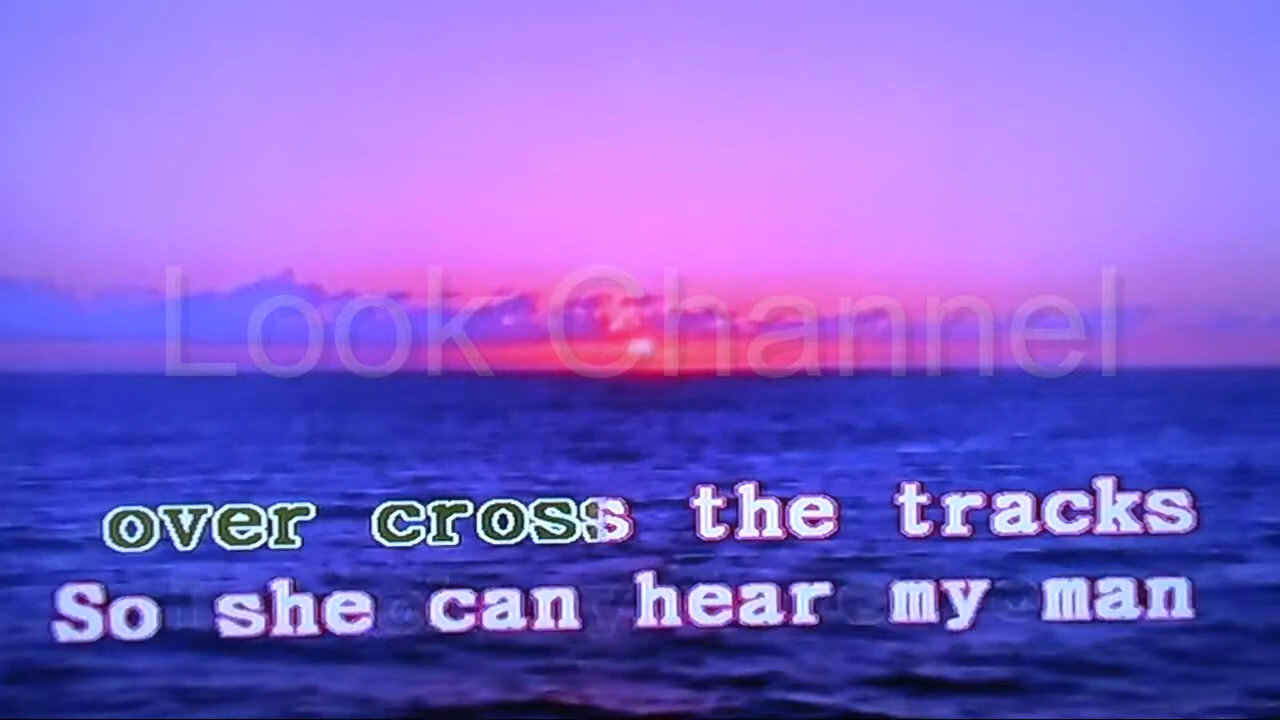 Look Channel
over cross the tracks
So she can hear my man